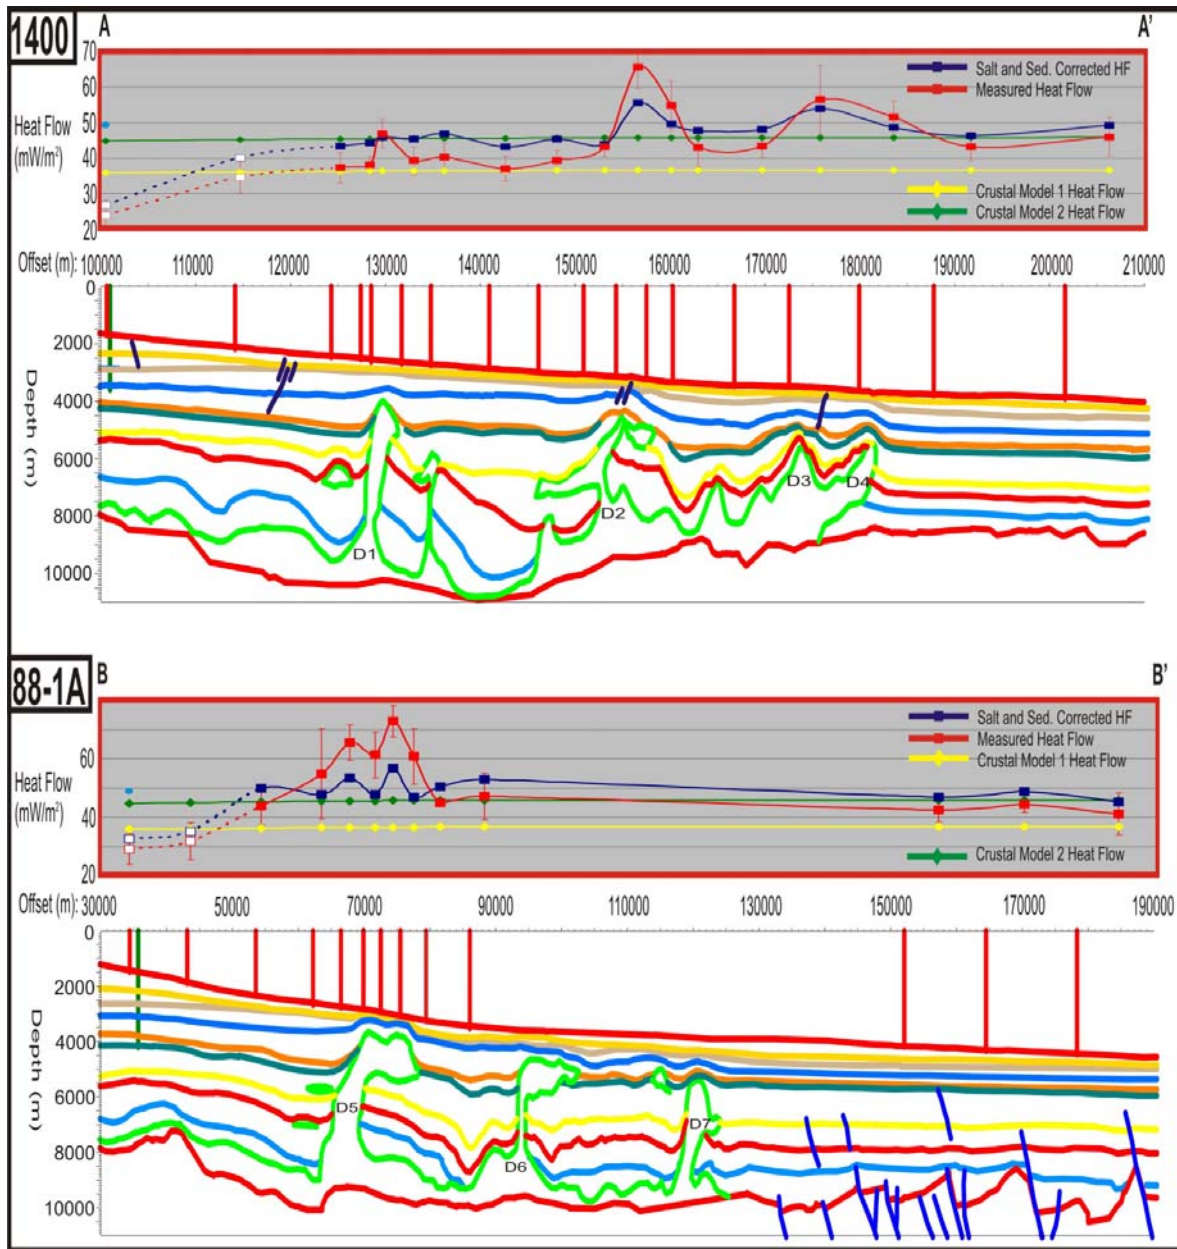 1400
A
A'
70
60
50
40
30
20
Heat Flow
(mW/m²)
Salt and Sed. Corrected HF
Measured Heat Flow
Crustal Model 1 Heat Flow
Crustal Model 2 Heat Flow
Offset (m): 100000 110000 120000 130000 140000 150000 160000 170000 180000 190000 200000 210000
0
2000
4000
6000
8000
10000
Depth (m)
D1
D2
D3
D4
88-1A
B
B'
60
40
20
Heat Flow
(mW/m²)
Salt and Sed. Corrected HF
Measured Heat Flow
Crustal Model 1 Heat Flow
Crustal Model 2 Heat Flow
Offset (m): 30000 50000 70000 90000 110000 130000 150000 170000 190000
0
2000
4000
6000
8000
10000
Depth (m)
D5
D6
D7